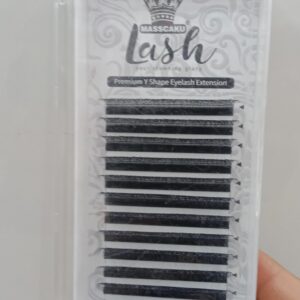 MASSCAKU
Lash
Premium Y Shape Eyelash Extension